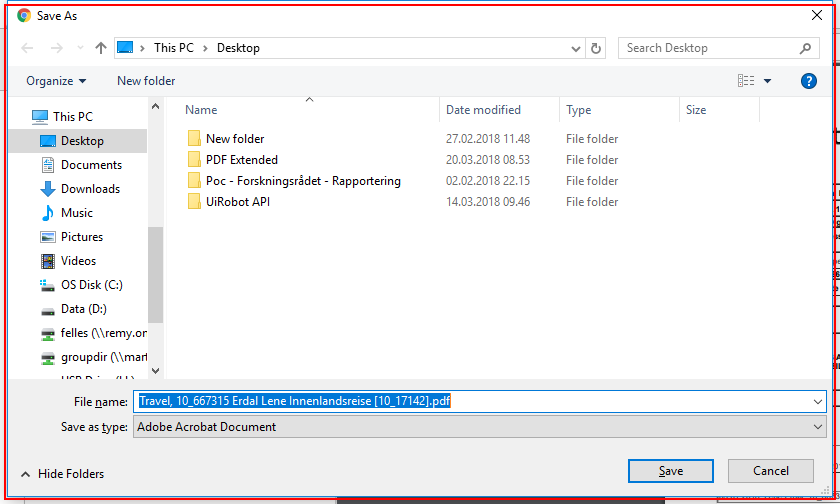 Save As
This PC > Desktop
Search Desktop
Organize New folder ?
This PC
Desktop
Documents
Downloads
Music
Pictures
Videos
OS Disk (C:)
Data (D:)
felles (\\remy.on
groupdir (\\mart
Name Date modified Type Size
New folder 27.02.2018 11.48 File folder
PDF Extended 20.03.2018 08.53 File folder
Poc - Forskningsrådet - Rapportering 02.02.2018 22.15 File folder
UiRobot API 14.03.2018 09.46 File folder
File name: Travel, 10_667315 Erdal Lene Innenlandsreise [10_17142].pdf
Save as type: Adobe Acrobat Document
Hide Folders Save Cancel